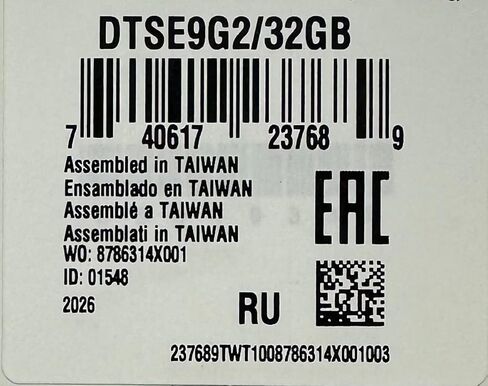 DTSE9G2/32GB
7 40617 23768 9
Assembled in TAIWAN
Ensamblado en TAIWAN
Assemblé a TAIWAN
Assemblati in TAIWAN
WO: 8786314X001
ID: 01548
2026
EAC
RU
237689TWT1008786314X001003